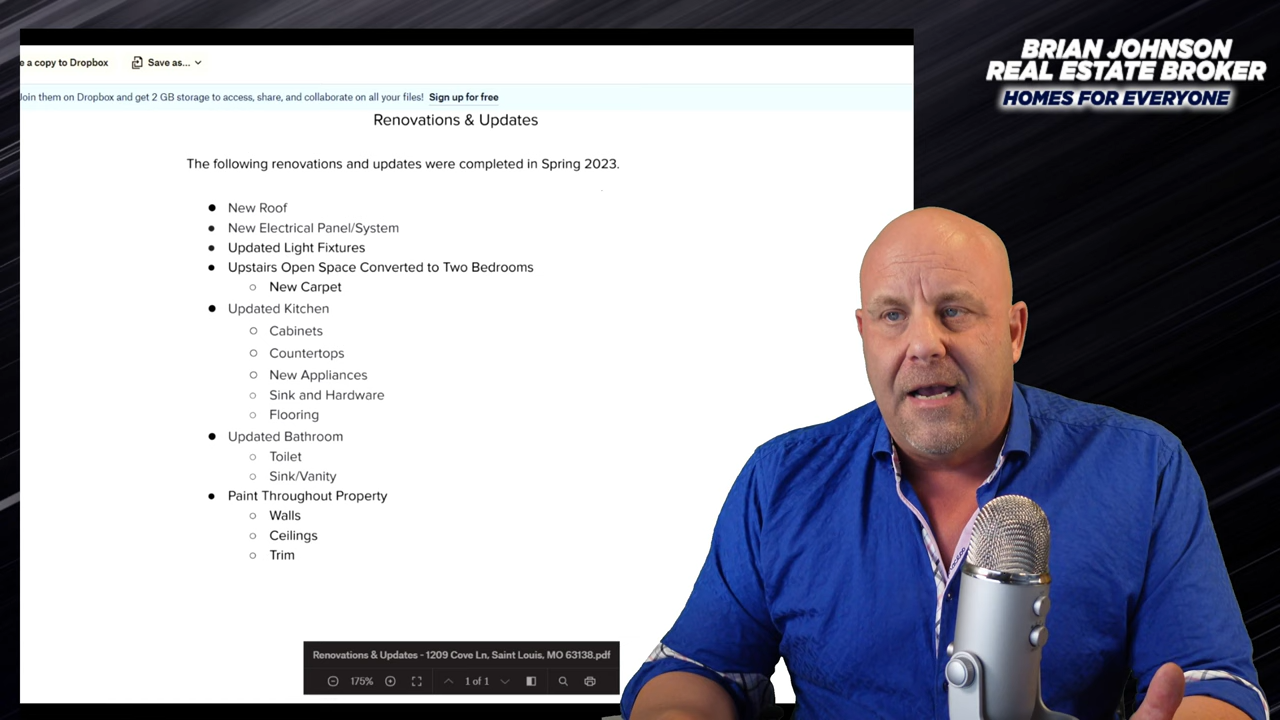 BRIAN JOHNSON
REAL ESTATE BROKER
HOMES FOR EVERYONE
e a copy to Dropbox
Save as...
Join them on Dropbox and get 2 GB storage to access, share, and collaborate on all your files! Sign up for free
Renovations & Updates
The following renovations and updates were completed in Spring 2023.
New Roof
New Electrical Panel/System
Updated Light Fixtures
Upstairs Open Space Converted to Two Bedrooms
New Carpet
Updated Kitchen
Cabinets
Countertops
New Appliances
Sink and Hardware
Flooring
Updated Bathroom
Toilet
Sink/Vanity
Paint Throughout Property
Walls
Ceilings
Trim
Renovations & Updates - 1209 Cove Ln, Saint Louis, MO 63138.pdf
175%
1 of 1